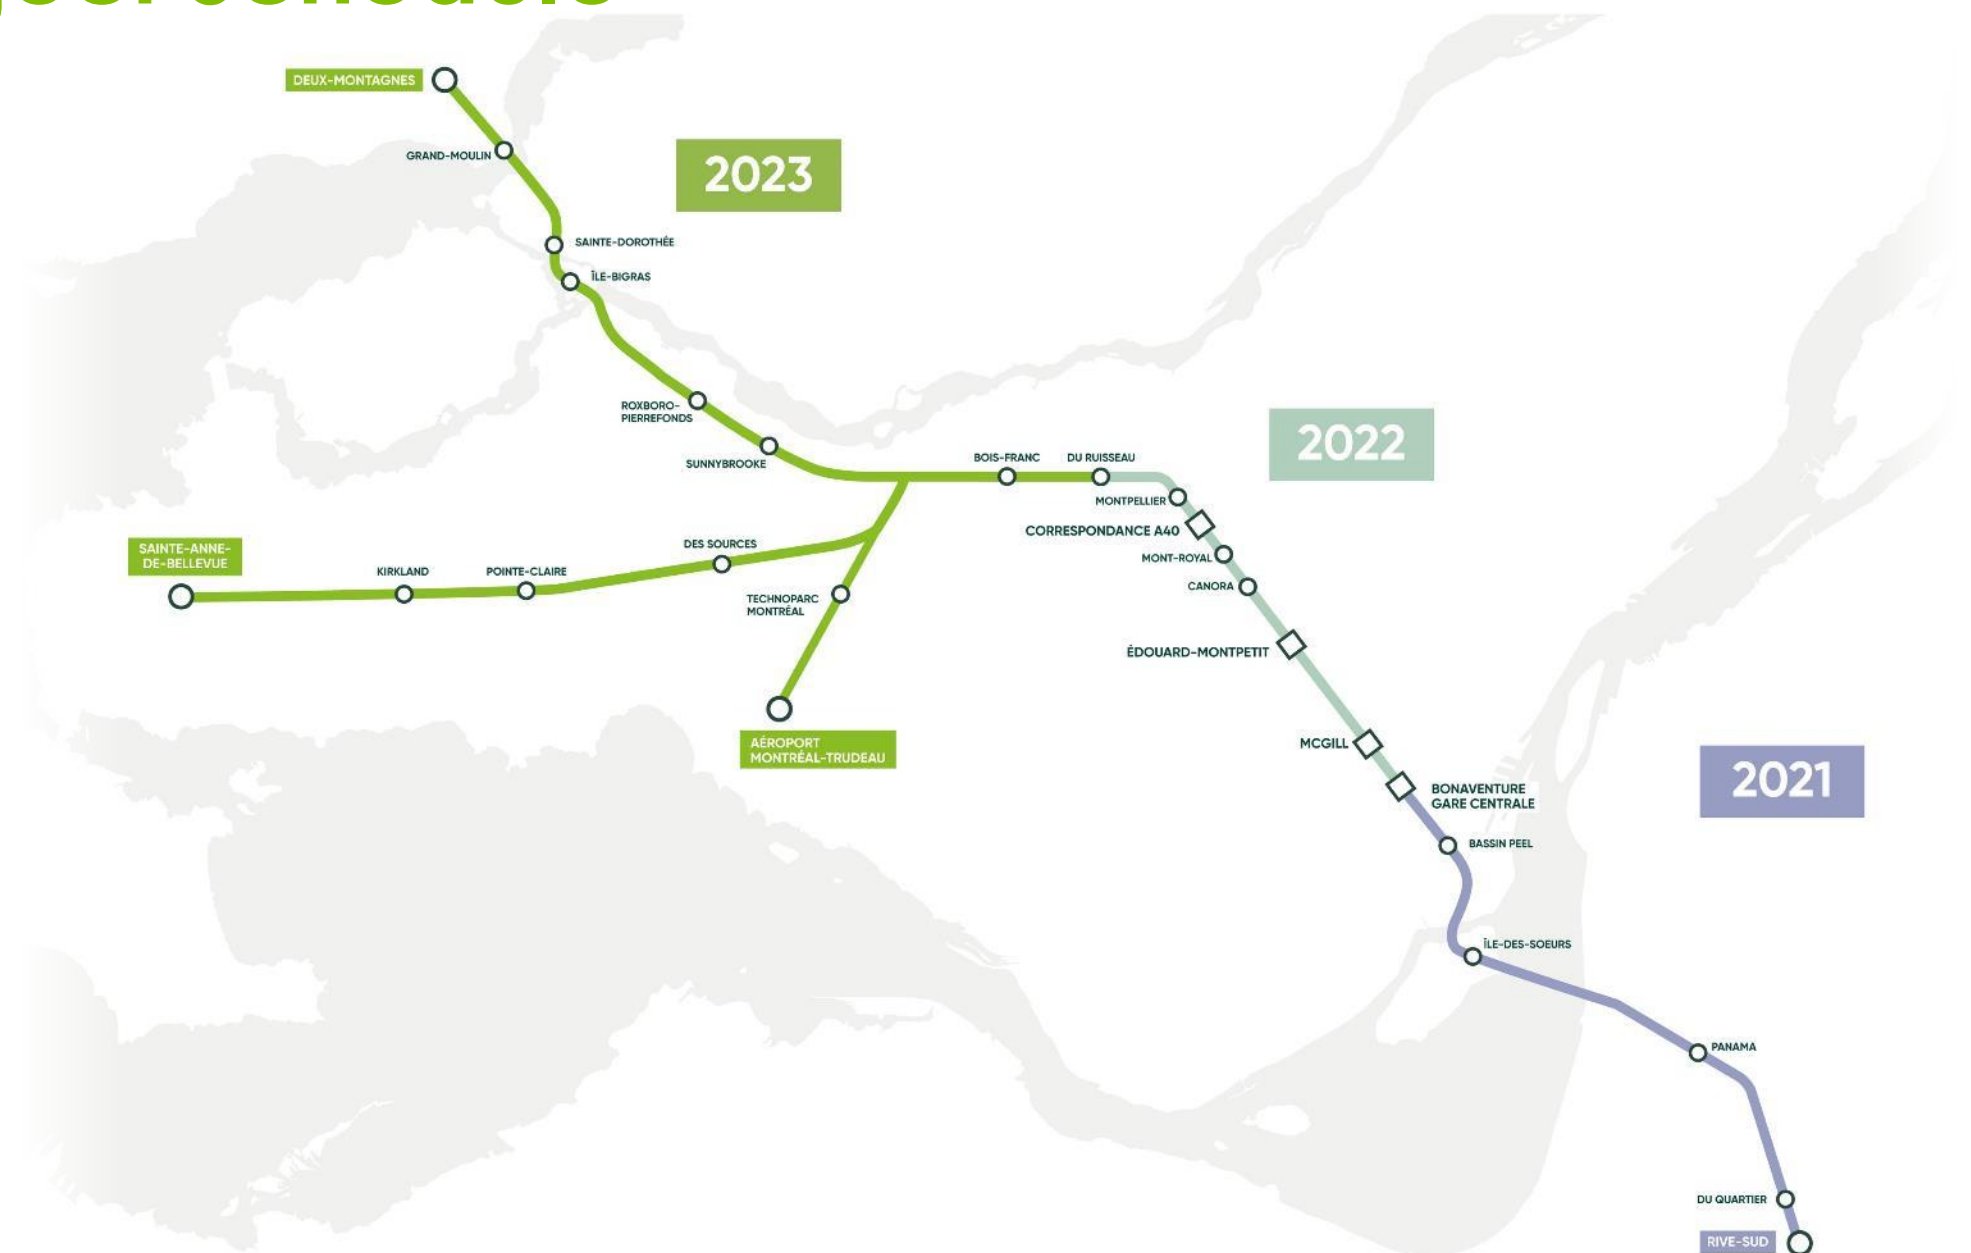 DEUX-MONTAGNES
GRAND-MOULIN
2023
SAINTE-DOROTHÉE
ÎLE-BIGRAS
ROXBORO-
PIERREFONDS
SUNNYBROOKE
BOIS-FRANC
DU RUISSEAU
2022
MONTPELLIER
CORRESPONDANCE A40
MONT-ROYAL
CANORA
SAINTE-ANNE-
DE-BELLEVUE
KIRKLAND
POINTE-CLAIRE
DES SOURCES
TECHNOPARC
MONTRÉAL
ÉDOUARD-MONTPETIT
AÉROPORT
MONTRÉAL-TRUDEAU
MCGILL
BONAVENTURE
GARE CENTRALE
2021
BASSIN PEEL
ÎLE-DES-SOEURS
PANAMA
DU QUARTIER
RIVE-SUD